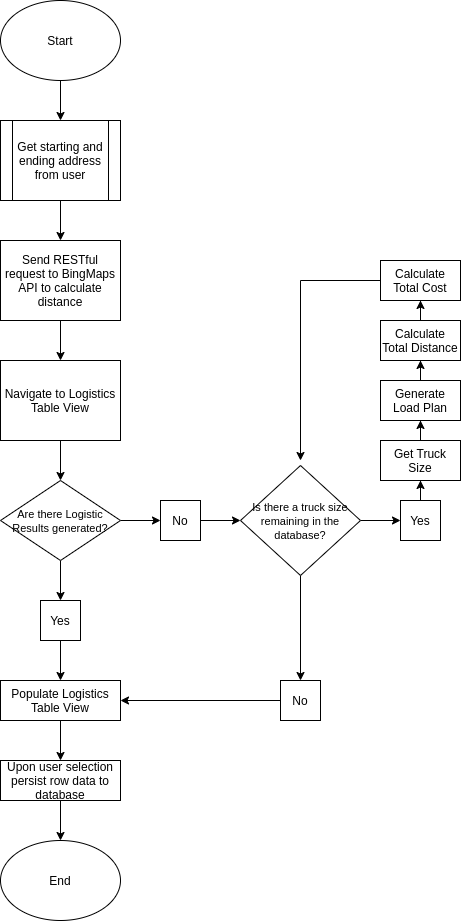 Start
Get starting and
ending address
from user
Send RESTful
request to BingMaps
API to calculate
distance
Navigate to Logistics
Table View
Are there Logistic
Results generated?
No
Is there a truck size
remaining in the
database?
Yes
Get Truck
Size
Generate
Load Plan
Calculate
Total Distance
Calculate
Total Cost
Yes
No
Populate Logistics
Table View
Upon user selection
persist row data to
database
End